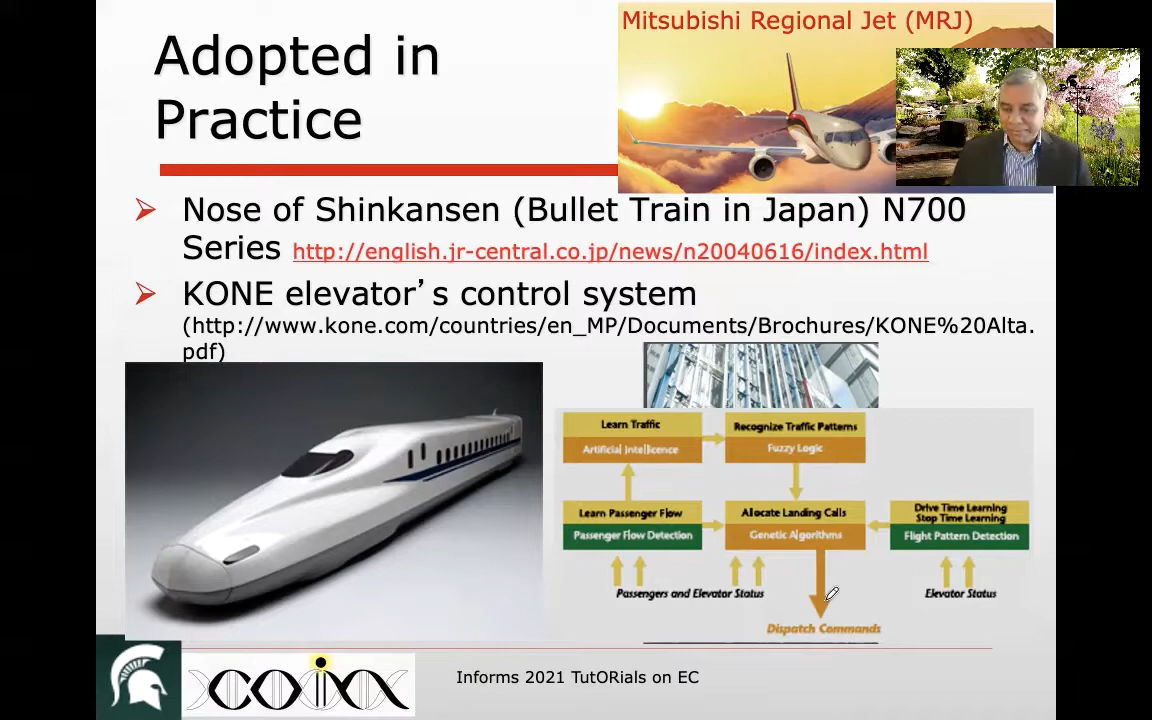 Mitsubishi Regional Jet (MRJ)
Adopted in
Practice
Nose of Shinkansen (Bullet Train in Japan) N700
Series http://english.jr-central.co.jp/news/n20040616/index.html
KONE elevator's control system
(http://www.kone.com/countries/en_MP/Documents/Brochures/KONE%20Alta.
pdf)
Learn Traffic
Artificial Intelligence
Recognize Traffic Patterns
Fuzzy Logic
Learn Passenger Flow
Passenger Flow Detection
Allocate Landing Calls
Genetic Algorithms
Drive Time Learning
Stop Time Learning
Flight Pattern Detection
Passengers and Elevator Status
Elevator Status
Dispatch Commands
COIN
Informs 2021 TutORials on EC